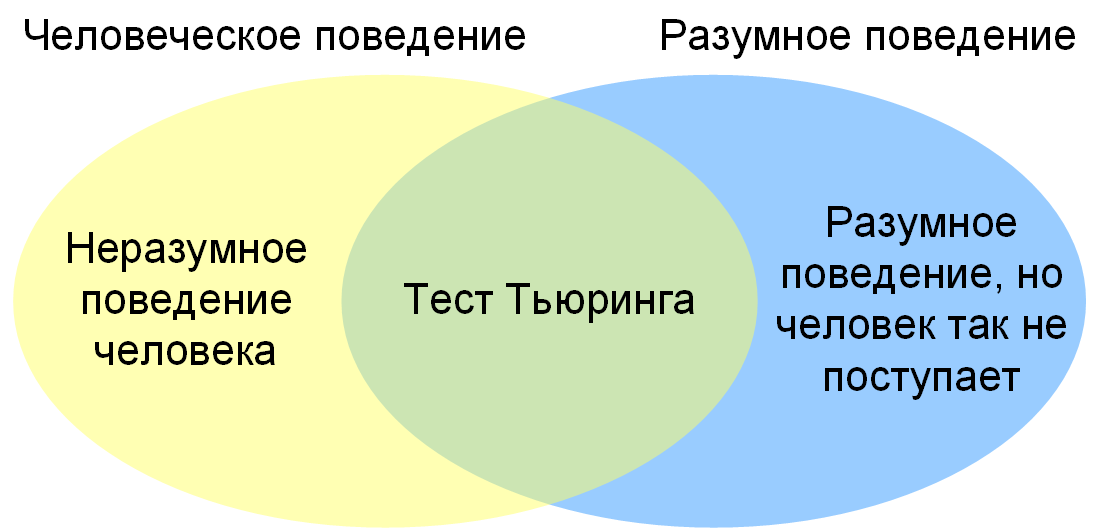 Человеческое поведение
Разумное поведение
Неразумное
поведение
человека
Тест Тьюринга
Разумное
поведение, но
человек так не
поступает